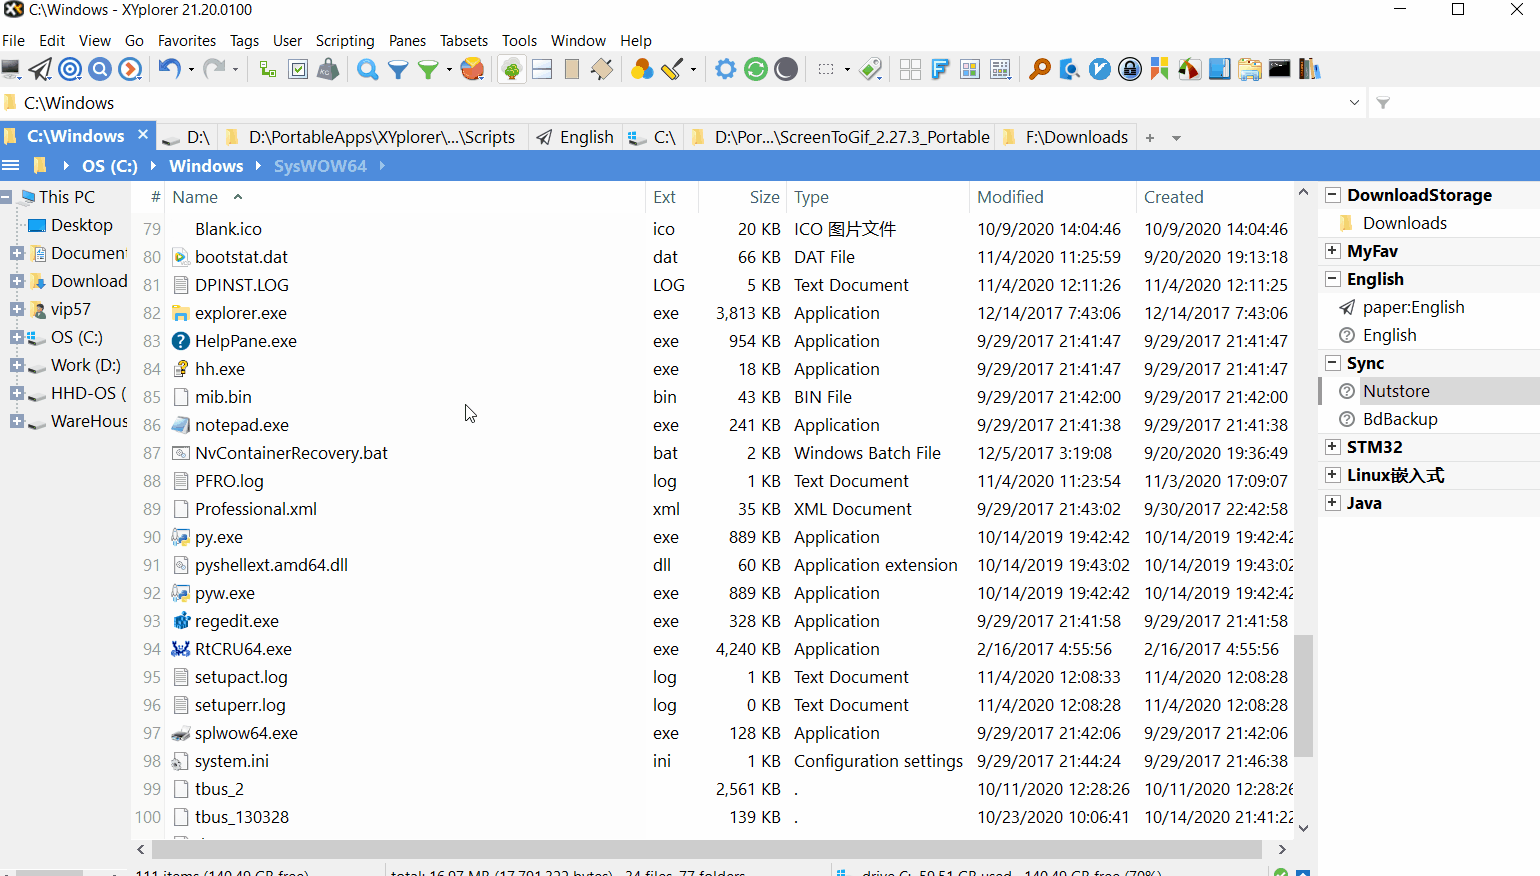 C:\Windows - XYplorer 21.20.0100
File Edit View Go Favorites Tags User Scripting Panes Tabsets Tools Window Help
C:\Windows
C:\Windows D:\ D:\PortableApps\XYplorer\...\Scripts English C:\ D:\Por...\ScreenToGif_2.27.3_Portable F:\Downloads
OS (C:) Windows SysWOW64
This PC
Desktop
Document
Download
vip57
OS (C:)
Work (D:)
HHD-OS (
WareHous
# Name Ext Size Type Modified Created
79 Blank.ico ico 20 KB ICO 图片文件 10/9/2020 14:04:46 10/9/2020 14:04:46
80 bootstat.dat dat 66 KB DAT File 11/4/2020 11:25:59 9/20/2020 19:13:18
81 DPINST.LOG LOG 5 KB Text Document 11/4/2020 12:11:26 11/4/2020 12:11:25
82 explorer.exe exe 3,813 KB Application 12/14/2017 7:43:06 12/14/2017 7:43:06
83 HelpPane.exe exe 954 KB Application 9/29/2017 21:41:47 9/29/2017 21:41:47
84 hh.exe exe 18 KB Application 9/29/2017 21:41:47 9/29/2017 21:41:47
85 mib.bin bin 43 KB BIN File 9/29/2017 21:42:00 9/29/2017 21:42:00
86 notepad.exe exe 241 KB Application 9/29/2017 21:41:38 9/29/2017 21:41:38
87 NvContainerRecovery.bat bat 2 KB Windows Batch File 12/5/2017 3:19:08 9/20/2020 19:36:49
88 PFRO.log log 1 KB Text Document 11/4/2020 11:23:54 11/3/2020 17:09:07
89 Professional.xml xml 35 KB XML Document 9/29/2017 21:43:02 9/30/2017 22:42:58
90 py.exe exe 889 KB Application 10/14/2019 19:42:42 10/14/2019 19:42:42
91 pyshellext.amd64.dll dll 60 KB Application extension 10/14/2019 19:43:02 10/14/2019 19:43:02
92 pyw.exe exe 889 KB Application 10/14/2019 19:42:42 10/14/2019 19:42:42
93 regedit.exe exe 328 KB Application 9/29/2017 21:41:58 9/29/2017 21:41:58
94 RtCRU64.exe exe 4,240 KB Application 2/16/2017 4:55:56 2/16/2017 4:55:56
95 setupact.log log 1 KB Text Document 11/4/2020 12:08:33 11/4/2020 12:08:28
96 setuperr.log log 0 KB Text Document 11/4/2020 12:08:28 11/4/2020 12:08:28
97 splwow64.exe exe 128 KB Application 9/29/2017 21:42:06 9/29/2017 21:42:06
98 system.ini ini 1 KB Configuration settings 9/29/2017 21:44:24 9/29/2017 21:46:38
99 tbus_2 2,561 KB . 10/11/2020 12:28:26 10/11/2020 12:28:26
100 tbus_130328 139 KB . 10/23/2020 10:06:41 10/14/2020 21:41:22
DownloadStorage
Downloads
MyFav
English
paper:English
English
Sync
Nutstore
BdBackup
STM32
Linux嵌入式
Java
111 items (140.49 GB free) total: 16.97 MB (17,791,322 bytes) 34 files, 77 folders drive C: 59.51 GB used 140.49 GB free (70%)